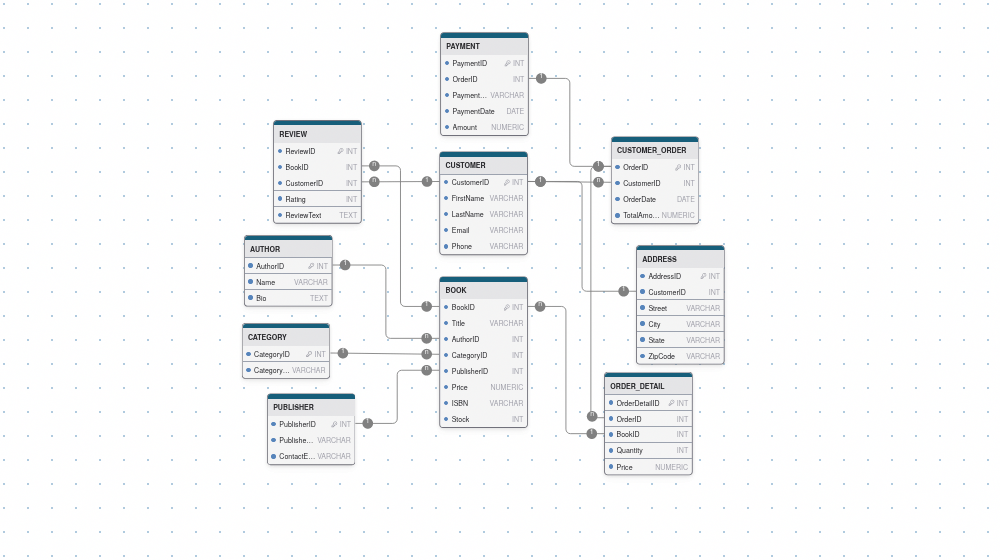 PAYMENT
PaymentID INT
OrderID INT
Payment... VARCHAR
PaymentDate DATE
Amount NUMERIC
REVIEW
ReviewID INT
BookID INT
CustomerID INT
Rating INT
ReviewText TEXT
CUSTOMER
CustomerID INT
FirstName VARCHAR
LastName VARCHAR
Email VARCHAR
Phone VARCHAR
CUSTOMER_ORDER
OrderID INT
CustomerID INT
OrderDate DATE
TotalAmo... NUMERIC
AUTHOR
AuthorID INT
Name VARCHAR
Bio TEXT
ADDRESS
AddressID INT
CustomerID INT
Street VARCHAR
City VARCHAR
State VARCHAR
ZipCode VARCHAR
BOOK
BookID INT
Title VARCHAR
AuthorID INT
CategoryID INT
PublisherID INT
Price NUMERIC
ISBN VARCHAR
Stock INT
CATEGORY
CategoryID INT
Category... VARCHAR
PUBLISHER
PublisherID INT
Publishe... VARCHAR
ContactE... VARCHAR
ORDER_DETAIL
OrderDetailID INT
OrderID INT
BookID INT
Quantity INT
Price NUMERIC